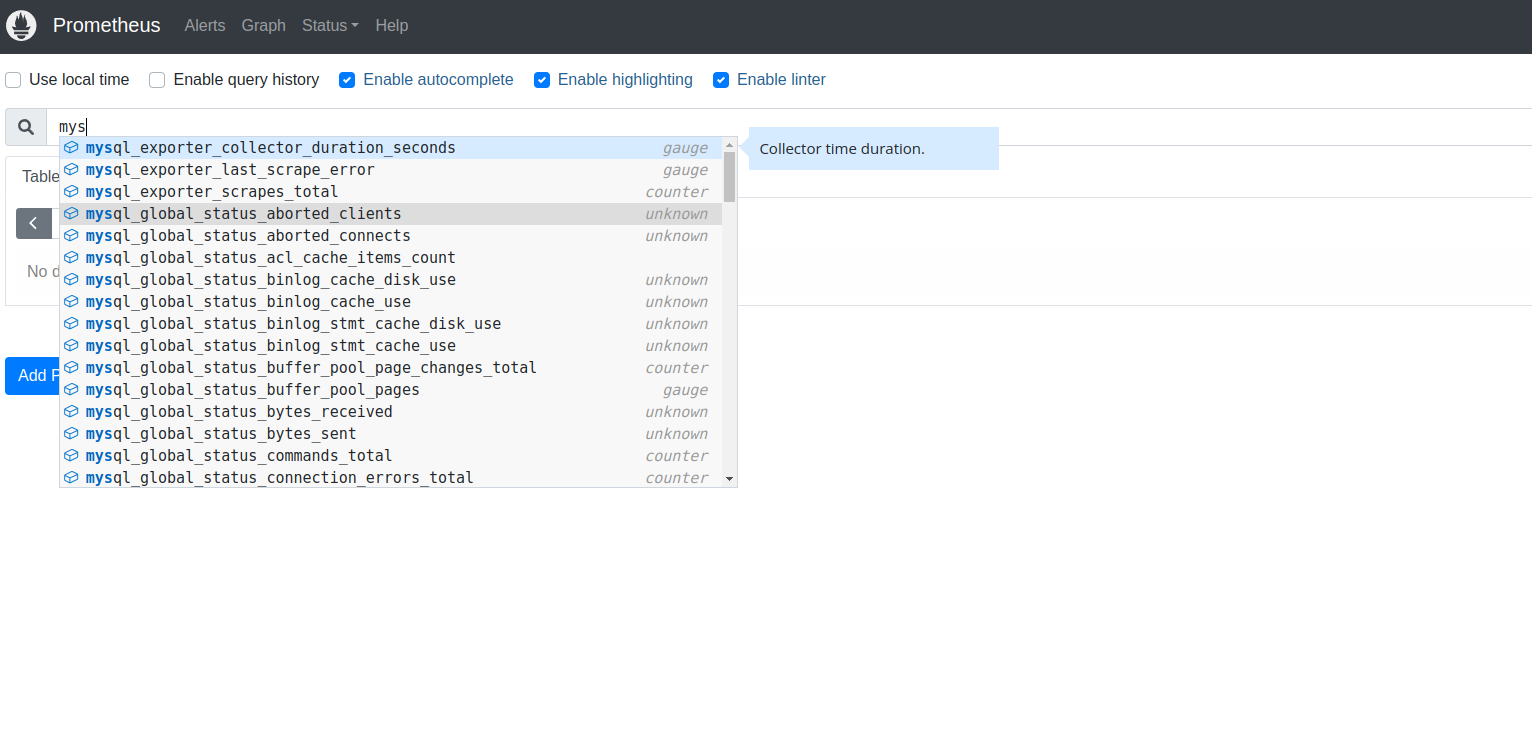 Prometheus Alerts Graph Status Help
Use local time Enable query history Enable autocomplete Enable highlighting Enable linter
mys
mysql_exporter_collector_duration_seconds gauge
Collector time duration.
mysql_exporter_last_scrape_error gauge
Table
mysql_exporter_scrapes_total counter
mysql_global_status_aborted_clients unknown
mysql_global_status_aborted_connects unknown
mysql_global_status_acl_cache_items_count
No d
mysql_global_status_binlog_cache_disk_use unknown
mysql_global_status_binlog_cache_use unknown
mysql_global_status_binlog_stmt_cache_disk_use unknown
mysql_global_status_binlog_stmt_cache_use unknown
mysql_global_status_buffer_pool_page_changes_total counter
Add P
mysql_global_status_buffer_pool_pages gauge
mysql_global_status_bytes_received unknown
mysql_global_status_bytes_sent unknown
mysql_global_status_commands_total counter
mysql_global_status_connection_errors_total counter